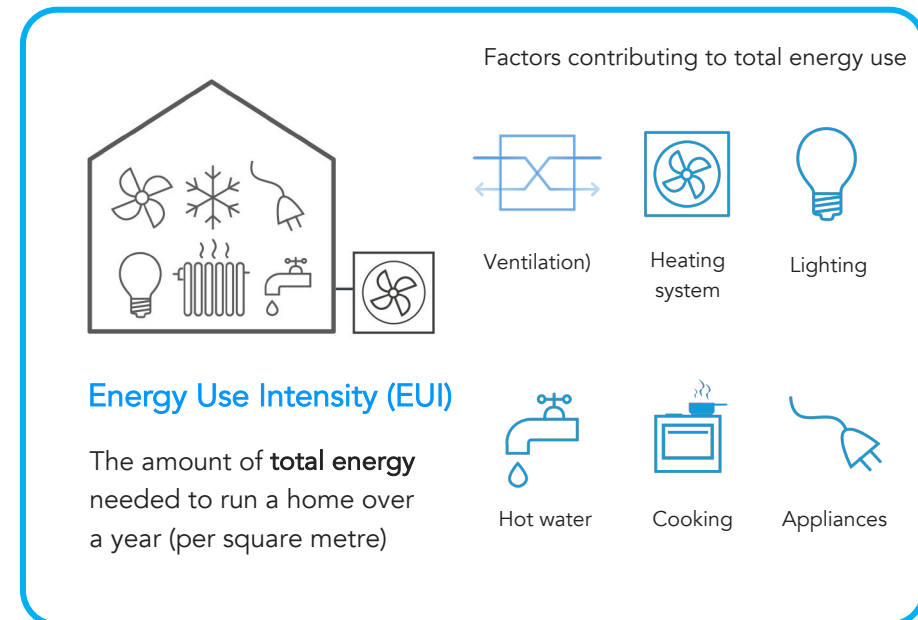 Factors contributing to total energy use
Ventilation)
Heating
system
Lighting
Energy Use Intensity (EUI)
The amount of total energy
needed to run a home over
a year (per square metre)
Hot water
Cooking
Appliances